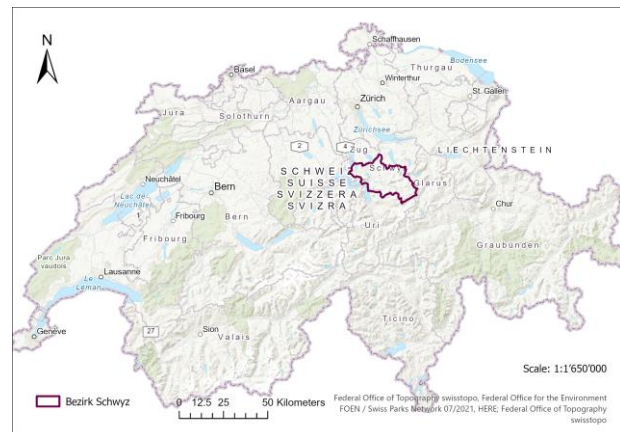 N
Schaffhausen
Basel
Thurgau
Bodensee
Winterthur
St. Gallen
Aargau
Jura
Solothurn
Zürich
Zürichsee
2
4
Zug
LIECHTENSTEIN
SCHWEI
Schwy
Glarus
SUISSE
Neuchâtel
Bern
SVIZZERA
Lac de
Neuchâtel
SVIZRA
Chur
Fribourg
Bern
Uri
Fribourg
Graubünden
Parc Jura
vaudois
Lausanne
Le
Léman
Ticino
27
Sion
Genève
Valais
Scale: 1:1'650'000
Bezirk Schwyz
0 12.5 25 50 Kilometers
Federal Office of Topography swisstopo, Federal Office for the Environment
FOEN / Swiss Parks Network 07/2021, HERE; Federal Office of Topography
swisstopo